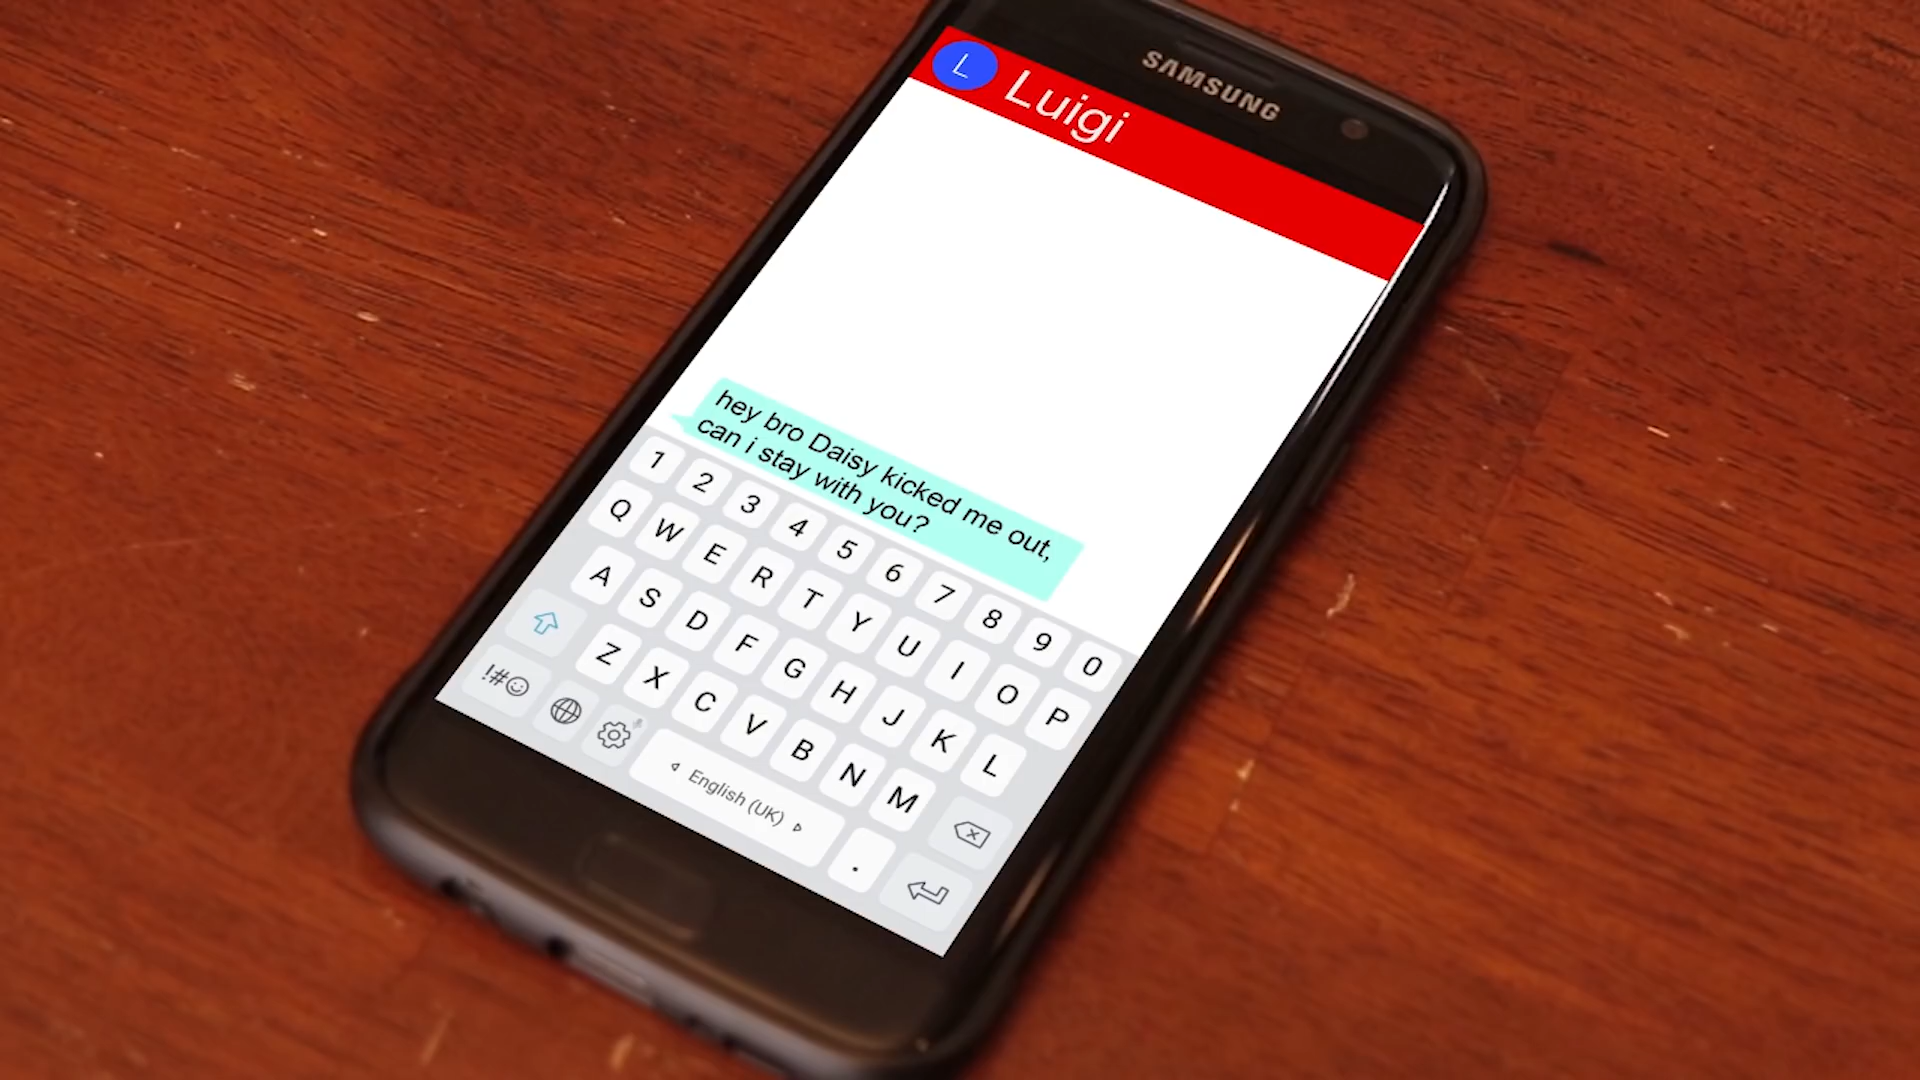 SAMSUNG
L
Luigi
hey bro Daisy kicked me out,
can i stay with you?
1 2 3 4 5 6 7 8 9 0
Q W E R T Y U I O P
A S D F G H J K L
Z X C V B N M
!#☺
English (UK)
.